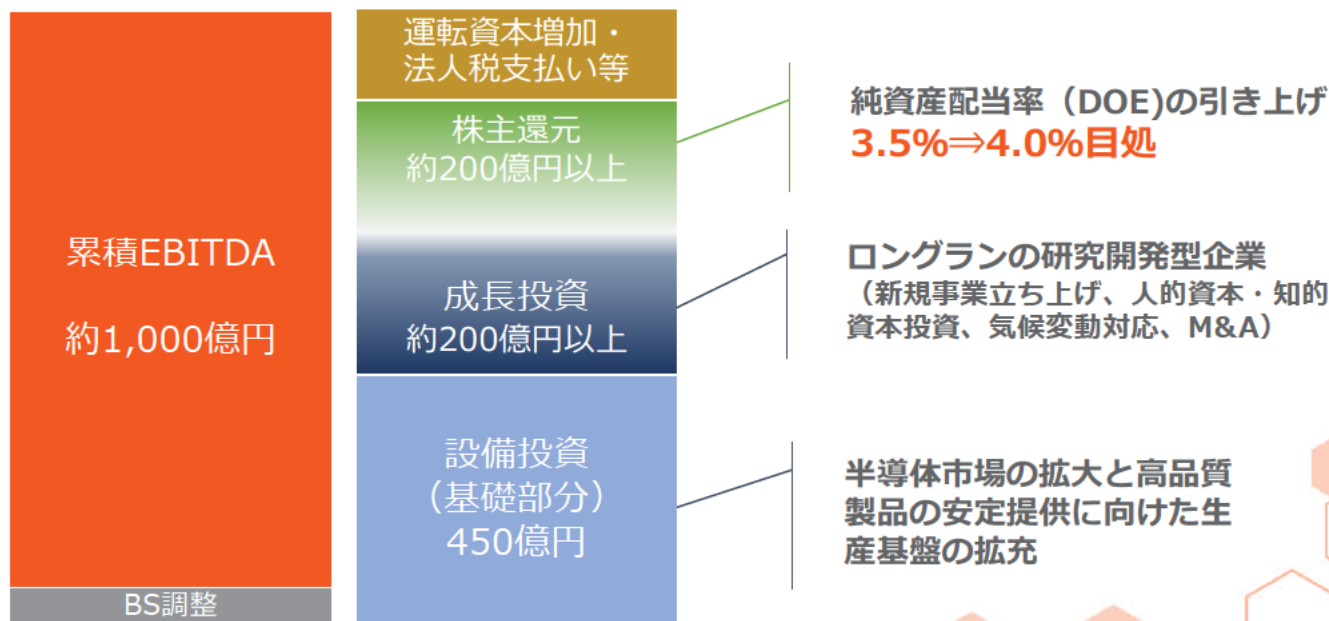 累積EBITDA
約1,000億円
BS調整
運転資本増加・
法人税支払い等
株主還元
約200億円以上
成長投資
約200億円以上
設備投資
（基礎部分）
450億円
純資産配当率（DOE)の引き上げ
3.5%⇒4.0%目処
ロングランの研究開発型企業
（新規事業立ち上げ、人的資本・知的
資本投資、気候変動対応、M&A）
半導体市場の拡大と高品質
製品の安定提供に向けた生
産基盤の拡充